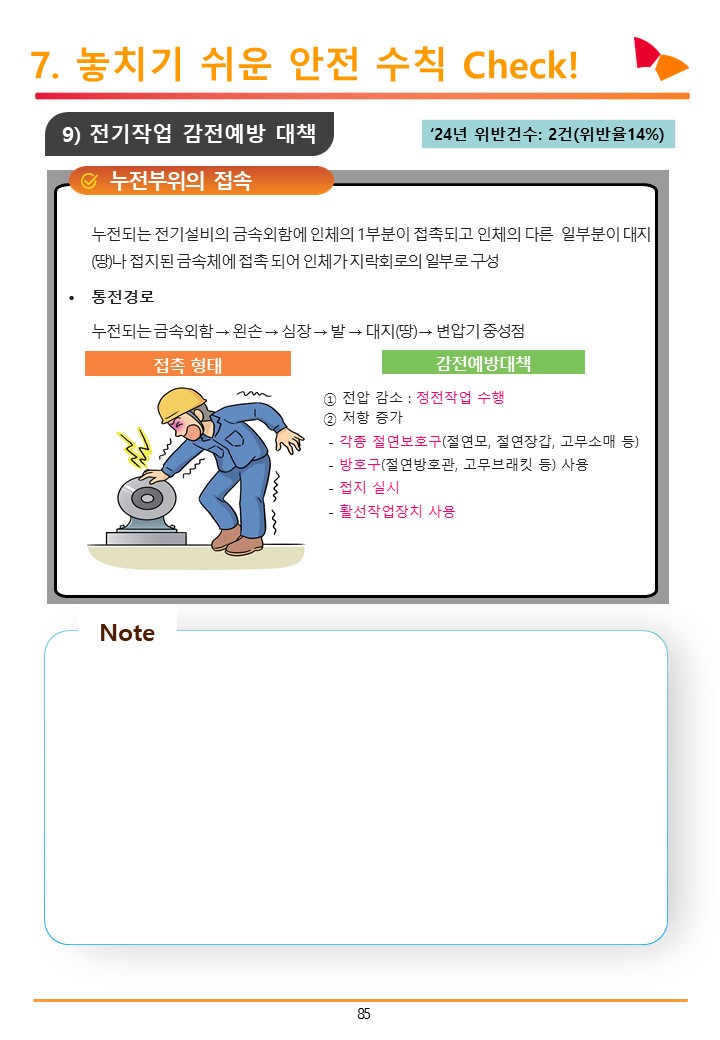 7. 놓치기 쉬운 안전 수칙 Check!
9) 전기작업 감전예방 대책
‘24년 위반건수: 2건(위반율14%)
누전부위의 접속
누전되는 전기설비의 금속외함에 인체의 1부분이 접촉되고 인체의 다른 일부분이 대지
(땅)나 접지된 금속체에 접촉 되어 인체가 지락회로의 일부로 구성
• 통전경로
누전되는 금속외함 → 왼손 → 심장 → 발 → 대지(땅)→ 변압기 중성점
접촉 형태
감전예방대책
① 전압 감소 : 정전작업 수행
② 저항 증가
- 각종 절연보호구(절연모, 절연장갑, 고무소매 등)
- 방호구(절연방호관, 고무브래킷 등) 사용
- 접지 실시
- 활선작업장치 사용
Note
85